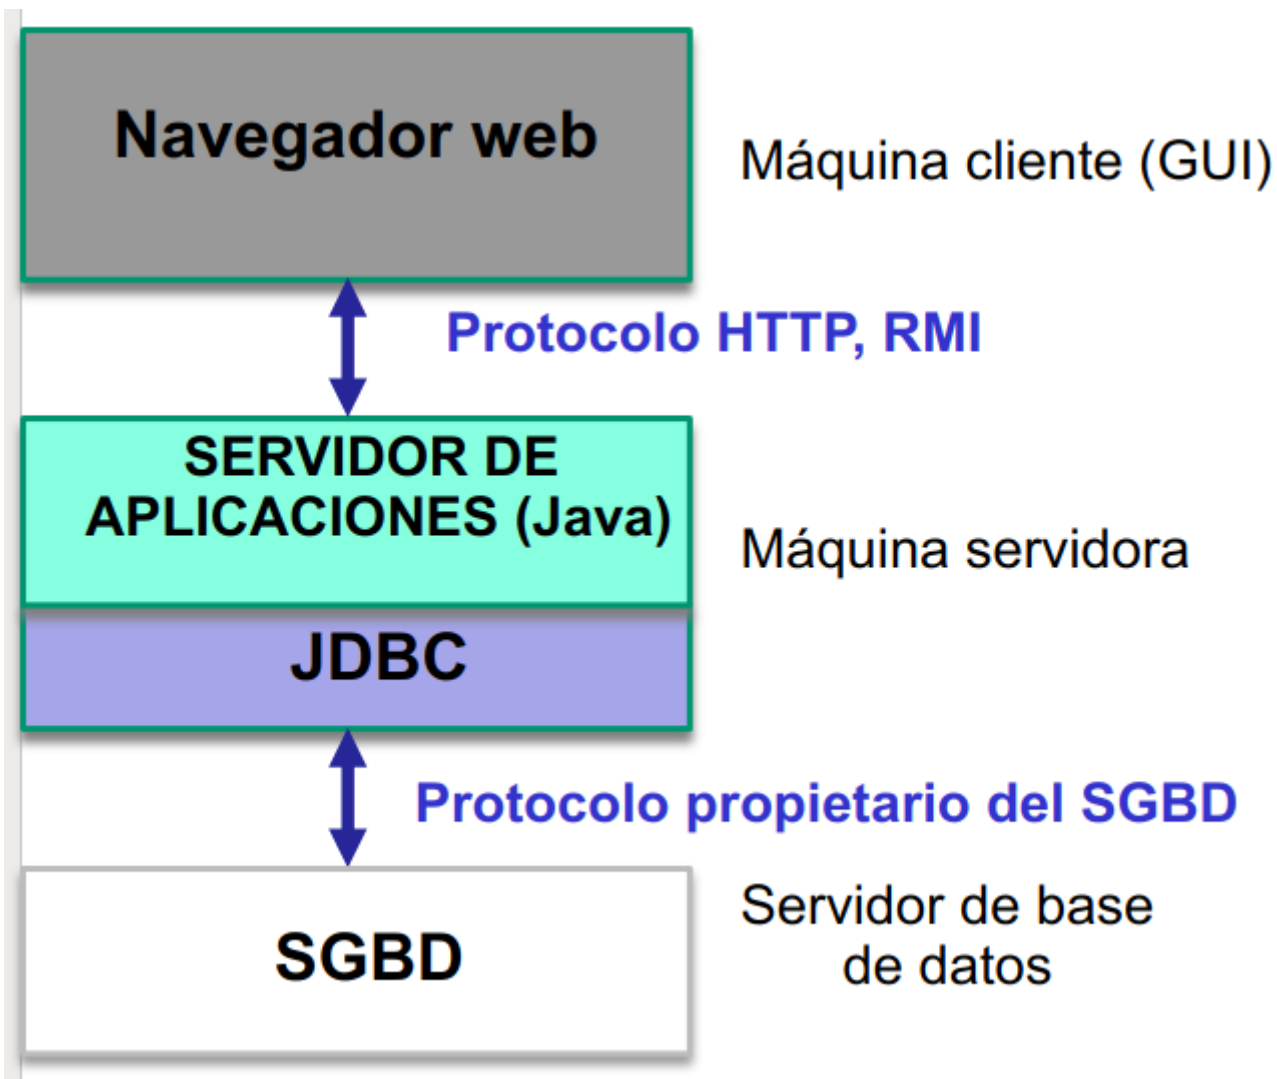 Navegador web
Máquina cliente (GUI)
Protocolo HTTP, RMI
SERVIDOR DE
APLICACIONES (Java)
Máquina servidora
JDBC
Protocolo propietario del SGBD
SGBD
Servidor de base
de datos